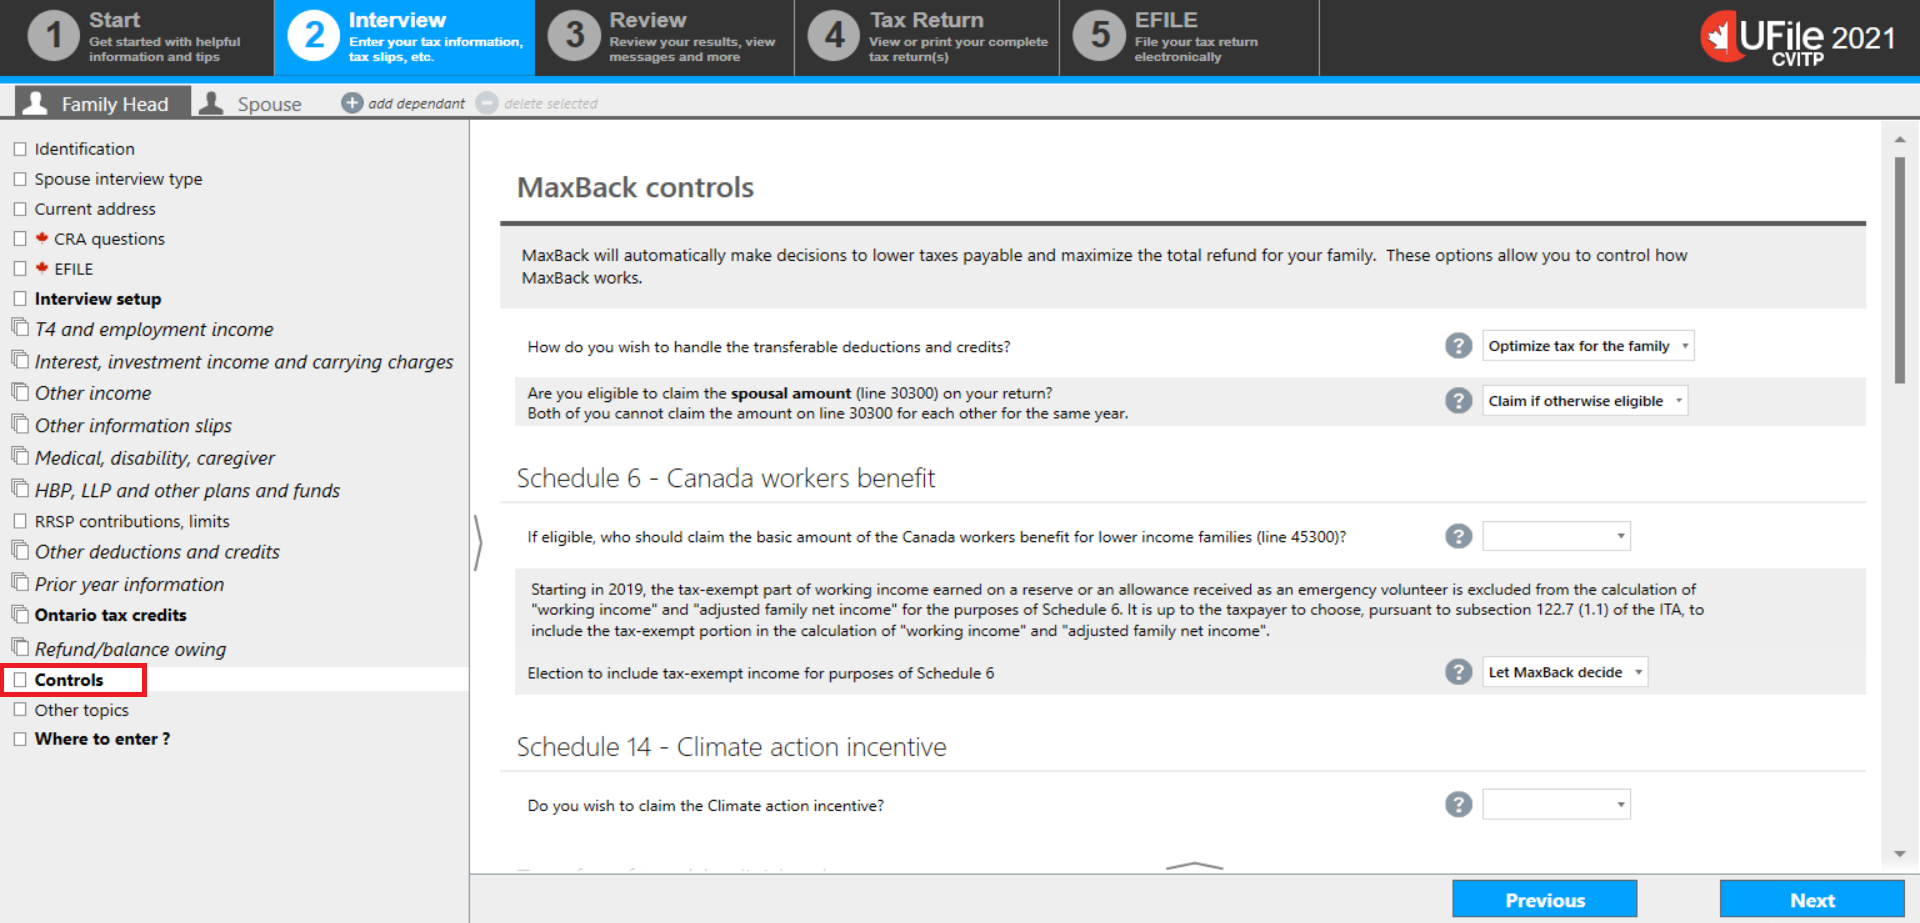 1 Start
Get started with helpful
information and tips
2 Interview
Enter your tax information,
tax slips, etc.
3 Review
Review your results, view
messages and more
4 Tax Return
View or print your complete
tax return(s)
5 EFILE
File your tax return
electronically
UFile 2021
CVITP
Family Head
Spouse
+ add dependant
delete selected
Identification
Spouse interview type
Current address
CRA questions
EFILE
Interview setup
T4 and employment income
Interest, investment income and carrying charges
Other income
Other information slips
Medical, disability, caregiver
HBP, LLP and other plans and funds
RRSP contributions, limits
Other deductions and credits
Prior year information
Ontario tax credits
Refund/balance owing
Controls
Other topics
Where to enter ?
MaxBack controls
MaxBack will automatically make decisions to lower taxes payable and maximize the total refund for your family. These options allow you to control how
MaxBack works.
How do you wish to handle the transferable deductions and credits?
? Optimize tax for the family
Are you eligible to claim the spousal amount (line 30300) on your return?
Both of you cannot claim the amount on line 30300 for each other for the same year.
? Claim if otherwise eligible
Schedule 6 - Canada workers benefit
If eligible, who should claim the basic amount of the Canada workers benefit for lower income families (line 45300)?
?
Starting in 2019, the tax-exempt part of working income earned on a reserve or an allowance received as an emergency volunteer is excluded from the calculation of
"working income" and "adjusted family net income" for the purposes of Schedule 6. It is up to the taxpayer to choose, pursuant to subsection 122.7 (1.1) of the ITA, to
include the tax-exempt portion in the calculation of "working income" and "adjusted family net income".
Election to include tax-exempt income for purposes of Schedule 6
? Let MaxBack decide
Schedule 14 - Climate action incentive
Do you wish to claim the Climate action incentive?
?
Previous
Next